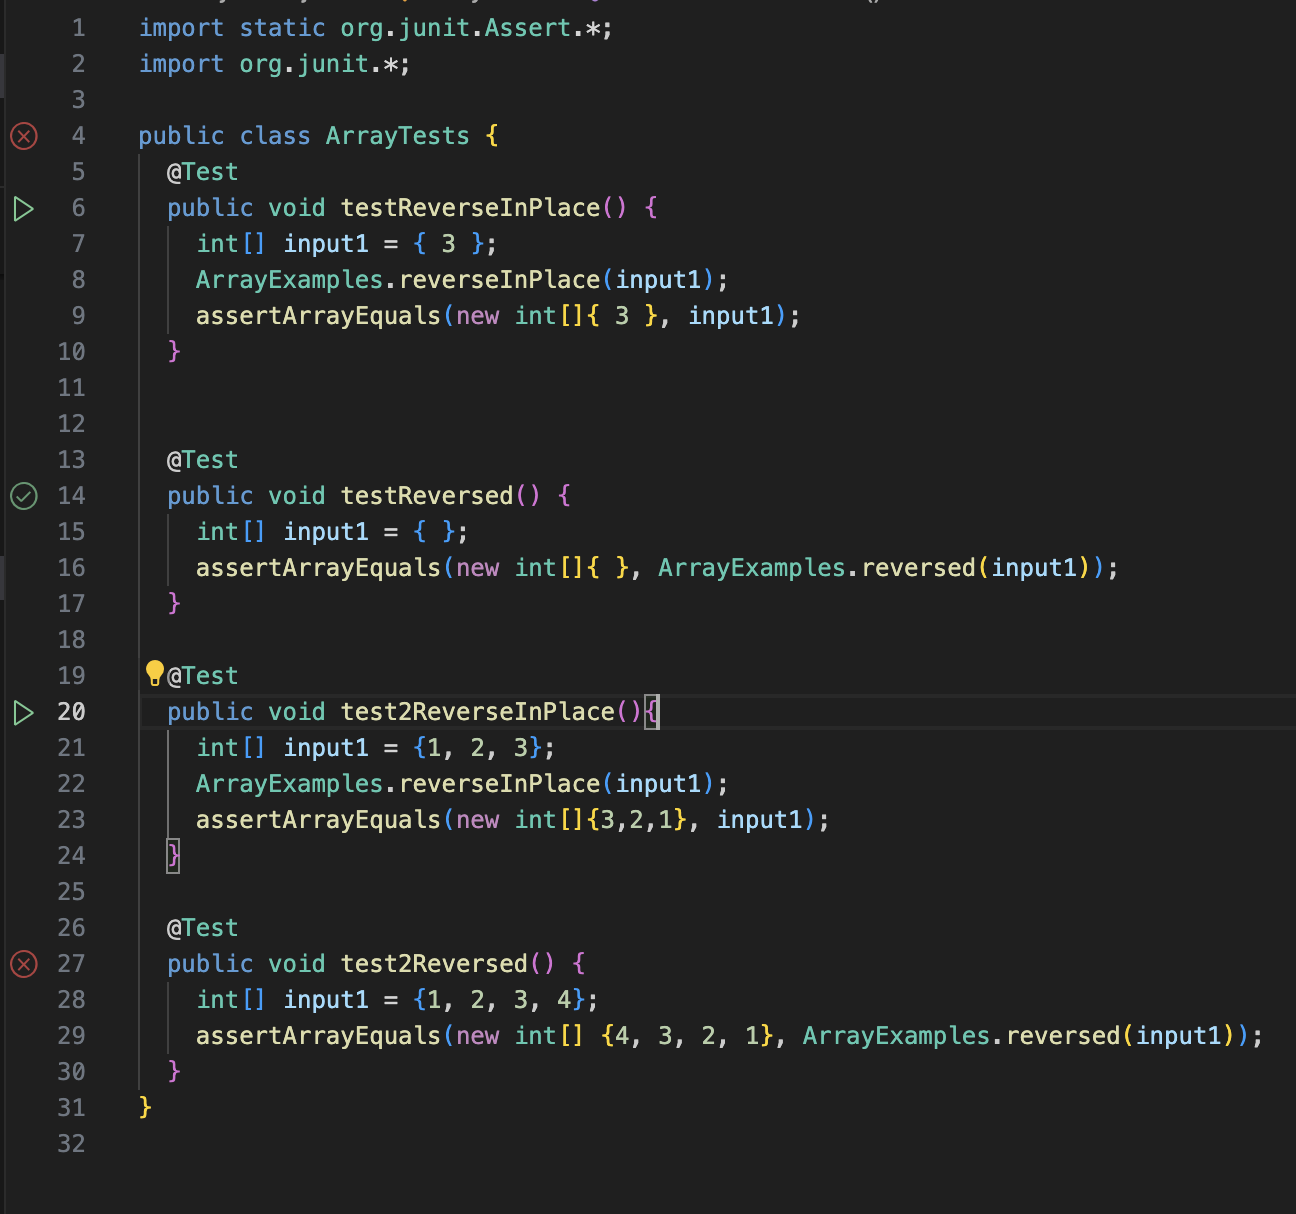 1 import static org.junit.Assert.*;
2 import org.junit.*;
3
4 public class ArrayTests {
5   @Test
6   public void testReverseInPlace() {
7     int[] input1 = { 3 };
8     ArrayExamples.reverseInPlace(input1);
9     assertArrayEquals(new int[]{ 3 }, input1);
10   }
11
12
13   @Test
14   public void testReversed() {
15     int[] input1 = { };
16     assertArrayEquals(new int[]{ }, ArrayExamples.reversed(input1));
17   }
18
19   @Test
20   public void test2ReverseInPlace(){
21     int[] input1 = {1, 2, 3};
22     ArrayExamples.reverseInPlace(input1);
23     assertArrayEquals(new int[]{3,2,1}, input1);
24   }
25
26   @Test
27   public void test2Reversed() {
28     int[] input1 = {1, 2, 3, 4};
29     assertArrayEquals(new int[] {4, 3, 2, 1}, ArrayExamples.reversed(input1));
30   }
31 }
32